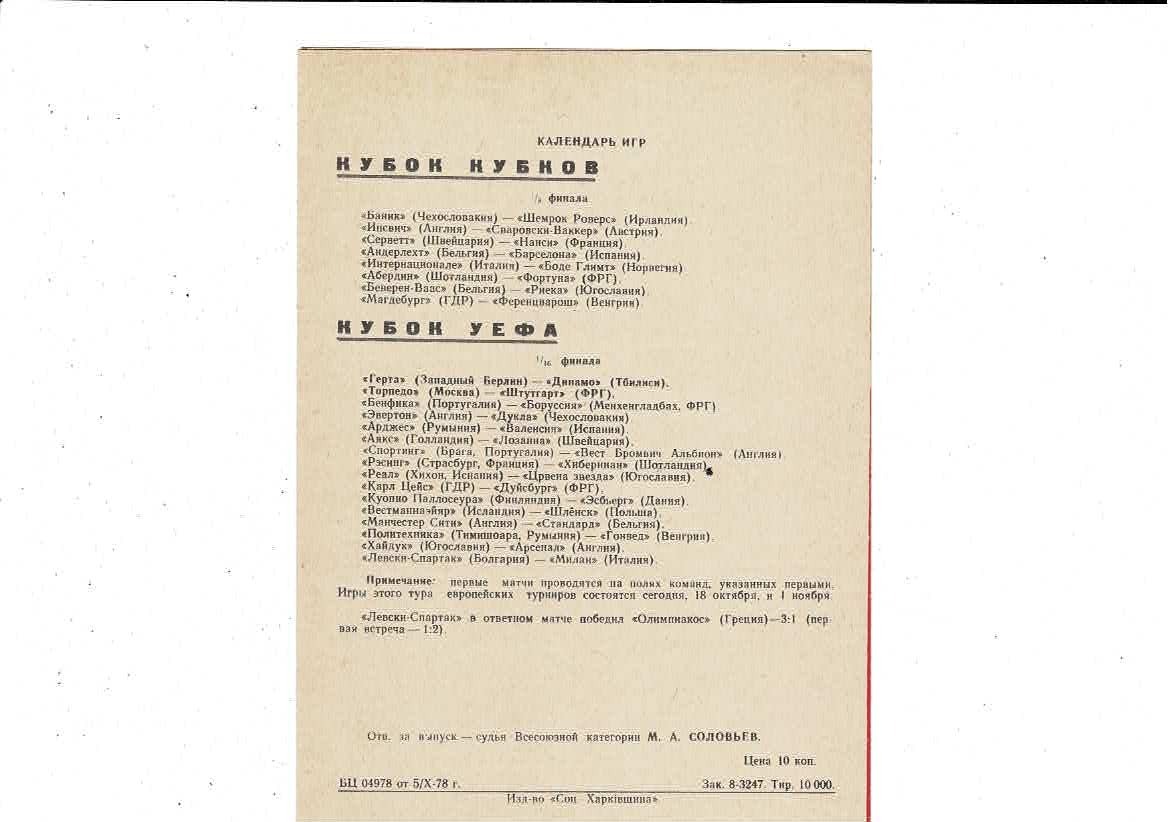 КАЛЕНДАРЬ ИГР
КУБОК КУБКОВ
1/8 финала
«Баник» (Чехословакия) — «Шемрок Роверс» (Ирландия).
«Ипсвич» (Англия) — «Сваровски-Ваккер» (Австрия).
«Серветт» (Швейцария) — «Нанси» (Франция).
«Андерлехт» (Бельгия) — «Барселона» (Испания).
«Интернационале» (Италия) — «Боде Глимт» (Норвегия)
«Абердин» (Шотландия) — «Фортуна» (ФРГ).
«Беверен-Ваас» (Бельгия) — «Риека» (Югославия).
«Магдебург» (ГДР) — «Ференцварош» (Венгрия)
КУБОК УЕФА
1/16 финала
«Герта» (Западный Берлин) — «Динамо» (Тбилиси).
«Торпедо» (Москва) — «Штутгарт» (ФРГ).
«Бенфика» (Португалия) — «Боруссия» (Менхенгладбах, ФРГ)
«Эвертон» (Англия) — «Дукла» (Чехословакия)
«Арджес» (Румыния) — «Валенсия» (Испания).
«Аякс» (Голландия) — «Лозанна» (Швейцария).
«Спортинг» (Брага, Португалия) — «Вест Бромвич Альбион» (Англия)
«Рэсинг» (Страсбург, Франция) — «Хиберниан» (Шотландия).
«Реал» (Хихон, Испания) — «Црвена звезда» (Югославия).
«Карл Цейс» (ГДР) — «Дуйсбург» (ФРГ).
«Куопио Паллосеура» (Финляндия) — «Эсбьерг» (Дания).
«Вестманнаэйяр» (Исландия) — «Шлёнск» (Польша).
«Манчестер Сити» (Англия) — «Стандард» (Бельгия).
«Политехника» (Тимишоара, Румыния) — «Гонвед» (Венгрия).
«Хайдук» (Югославия) — «Арсенал» (Англия).
«Левски-Спартак» (Болгария) — «Милан» (Италия).
Примечание: первые матчи проводятся на полях команд, указанных первыми.
Игры этого тура европейских турниров состоятся сегодня, 18 октября, и 1 ноября.
«Левски-Спартак» в ответном матче победил «Олимпиакос» (Греция)—3:1 (пер-
вая встреча — 1:2).
Отв. за выпуск — судья Всесоюзной категории М. А. СОЛОВЬЕВ.
Цена 10 коп.
БЦ 04978 от 5/X-78 г. Зак. 8-3247. Тир. 10 000.
Изд-во «Соц Харківщина»